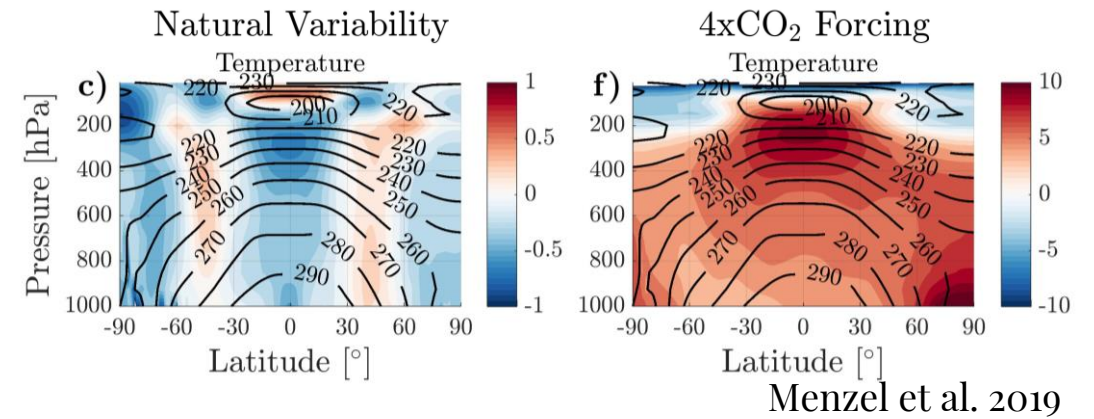 Natural Variability
4xCO₂ Forcing
Temperature
Temperature
c)
f)
Pressure [hPa]
200
400
600
800
1000
-90 -60 -30 0 30 60 90
Latitude [°]
220 230 220
200
210
220 230 240 250 260 270
220 230 240 250 260 270 280 290
1
0.5
0
-0.5
-1
200
400
600
800
1000
-90 -60 -30 0 30 60 90
Latitude [°]
220 230 220
200
210
220 230 240 250 260 270
220 230 240 250 260 270 280 290
10
5
0
-5
-10
Menzel et al. 2019